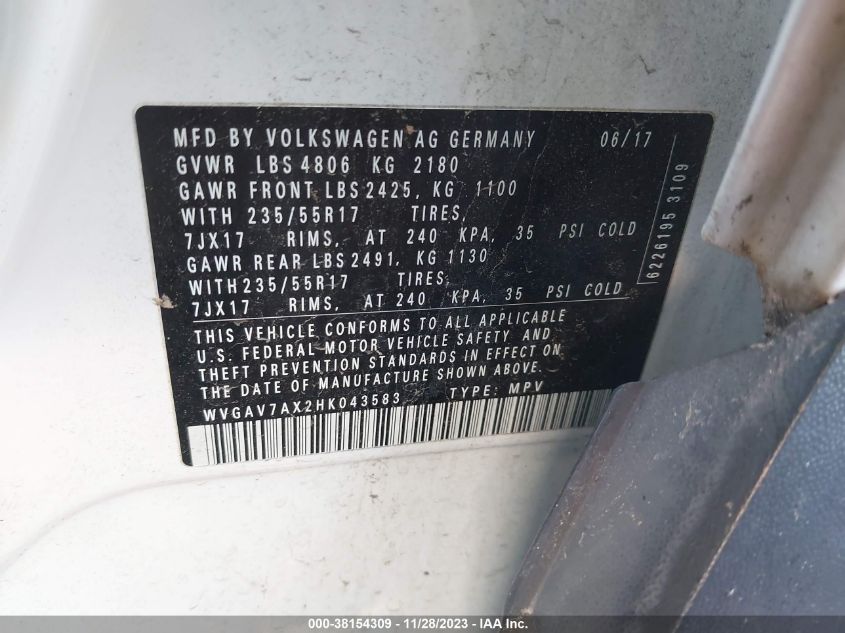 MFD BY VOLKSWAGEN AG GERMANY 06/17
GVWR LBS 4806 KG 2180
GAWR FRONT LBS 2425, KG 1100
WITH 235/55R17 TIRES,
7JX17 RIMS, AT 240 KPA, 35 PSI COLD
GAWR REAR LBS 2491, KG 1130
WITH 235/55R17 TIRES,
7JX17 RIMS, AT 240 KPA, 35 PSI COLD
THIS VEHICLE CONFORMS TO ALL APPLICABLE
U.S. FEDERAL MOTOR VEHICLE SAFETY AND
THEFT PREVENTION STANDARDS IN EFFECT ON
THE DATE OF MANUFACTURE SHOWN ABOVE.
WVGAV7AX2HK043583 TYPE: MPV
6226195 3109
000-38154309 | 11/28/2023 - IAA Inc.